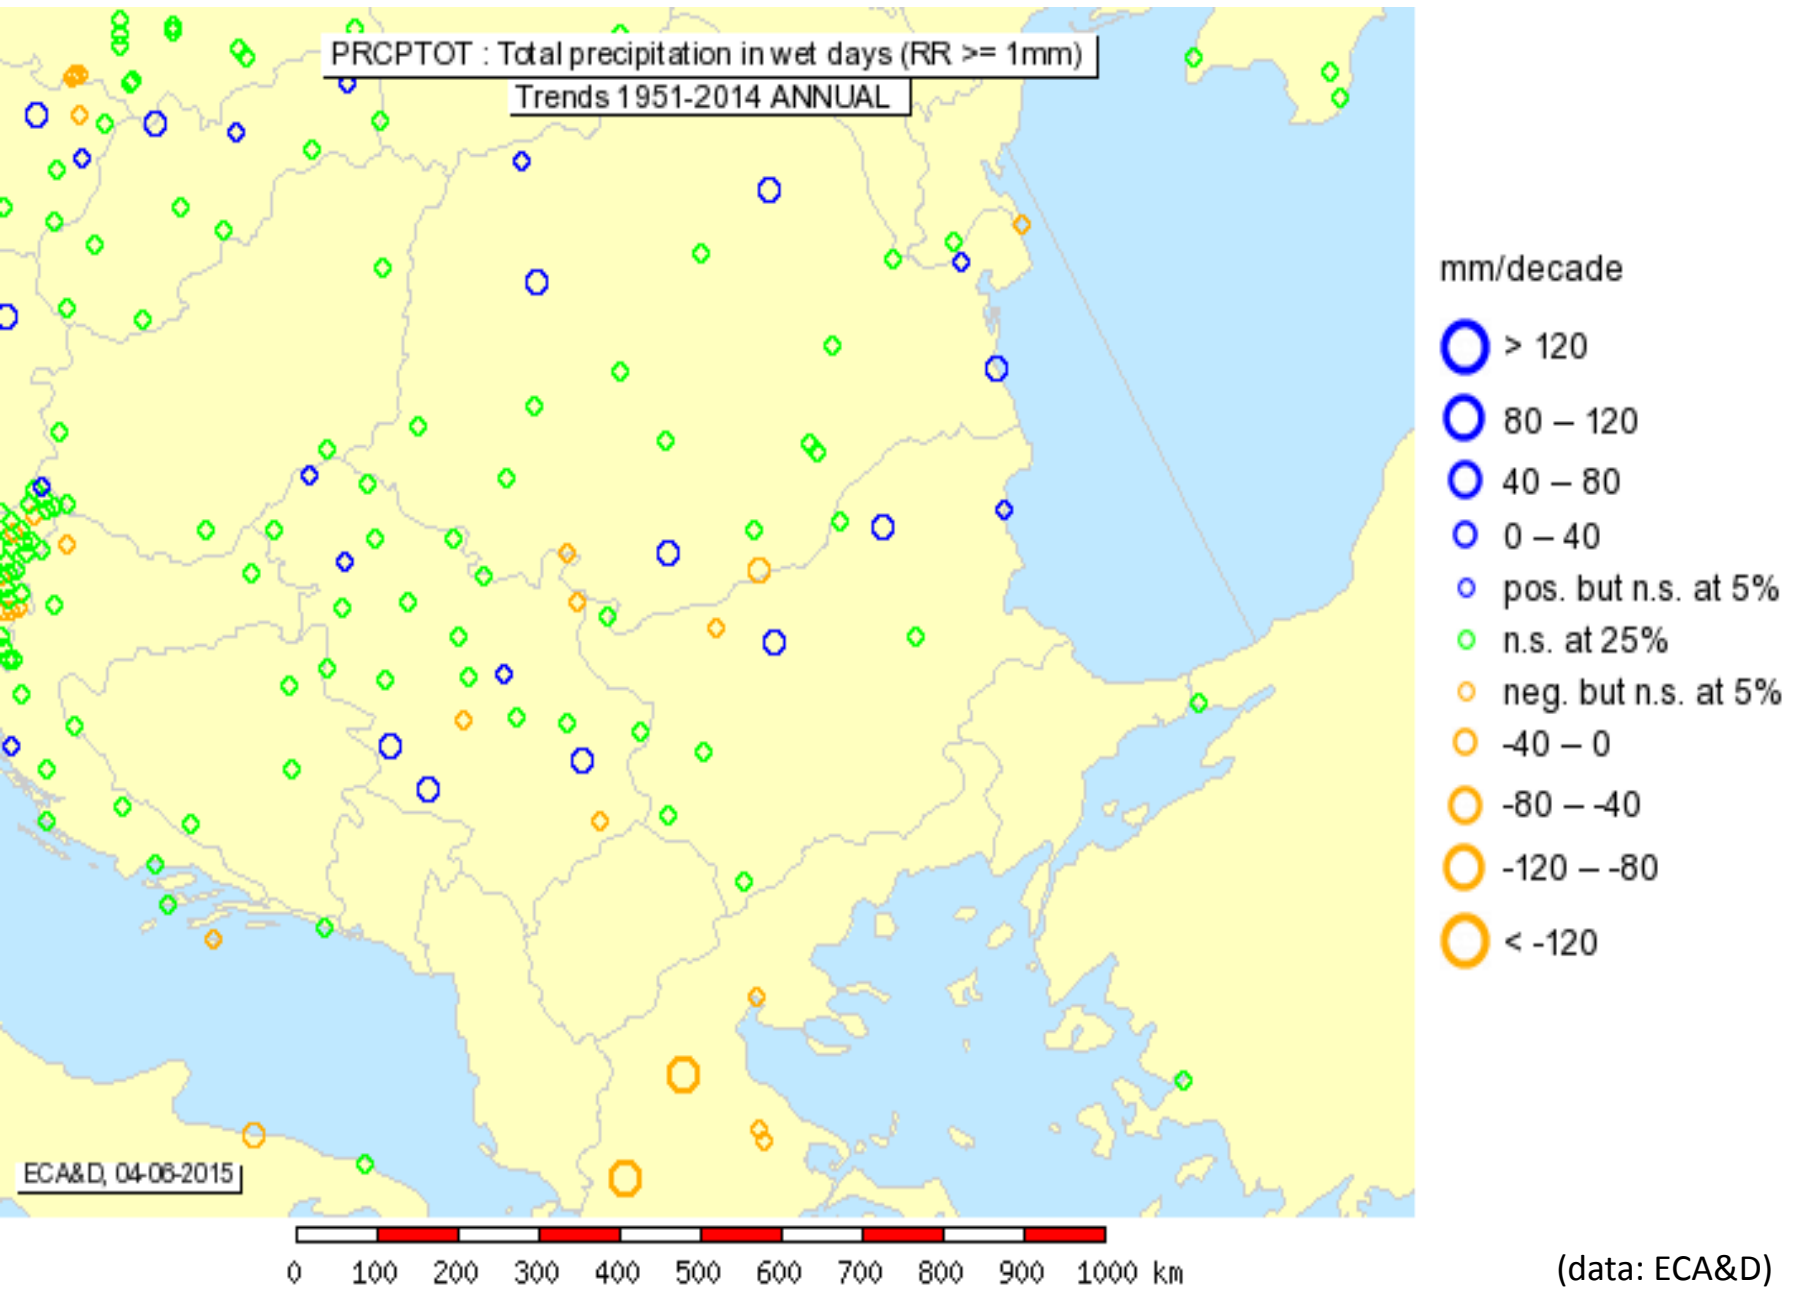 PRCPTOT : Total precipitation in wet days (RR >= 1mm)
Trends 1951-2014 ANNUAL
mm/decade
> 120
80 – 120
40 – 80
0 – 40
pos. but n.s. at 5%
n.s. at 25%
neg. but n.s. at 5%
-40 – 0
-80 – -40
-120 – -80
< -120
ECA&D, 04-06-2015
0 100 200 300 400 500 600 700 800 900 1000 km
(data: ECA&D)